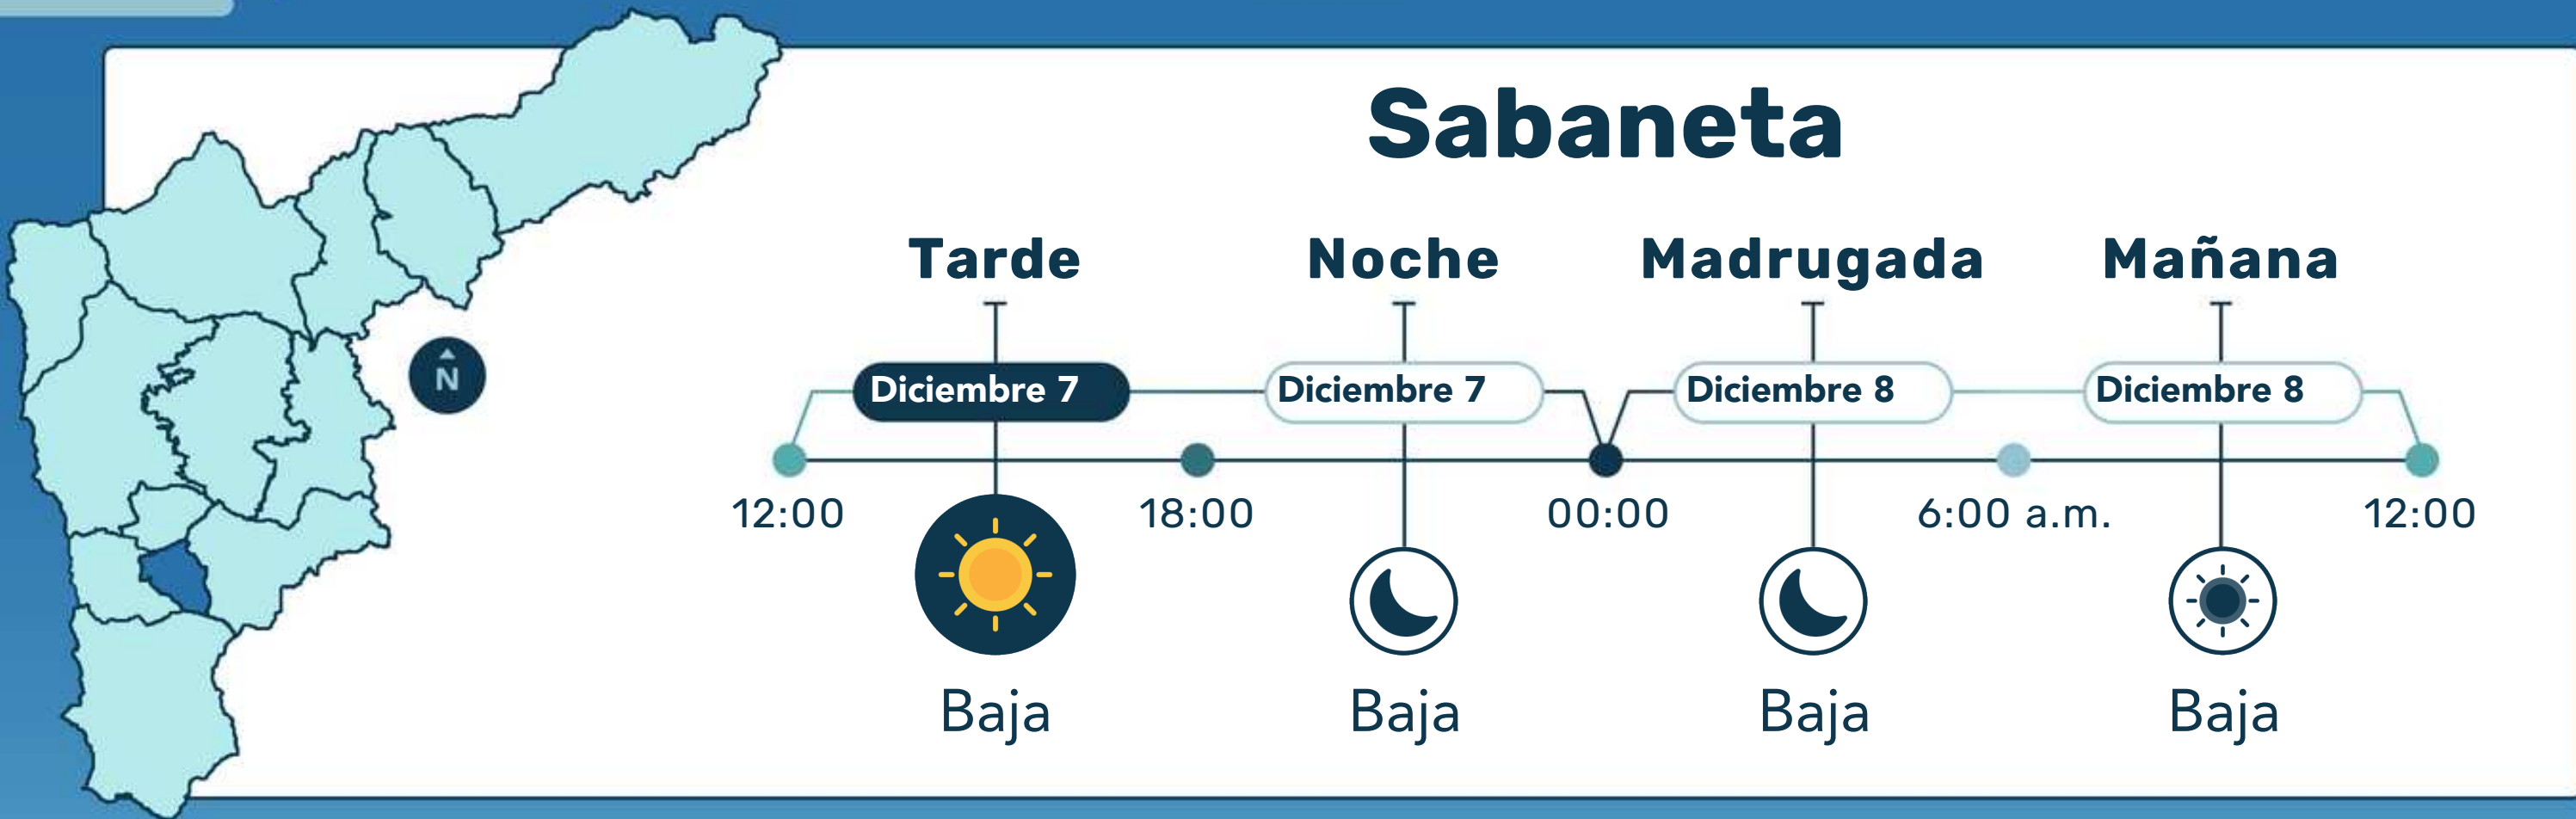 Sabaneta
Tarde Noche Madrugada Mañana
Diciembre 7 Diciembre 7 Diciembre 8 Diciembre 8
N
12:00 18:00 00:00 6:00 a.m. 12:00
Baja Baja Baja Baja